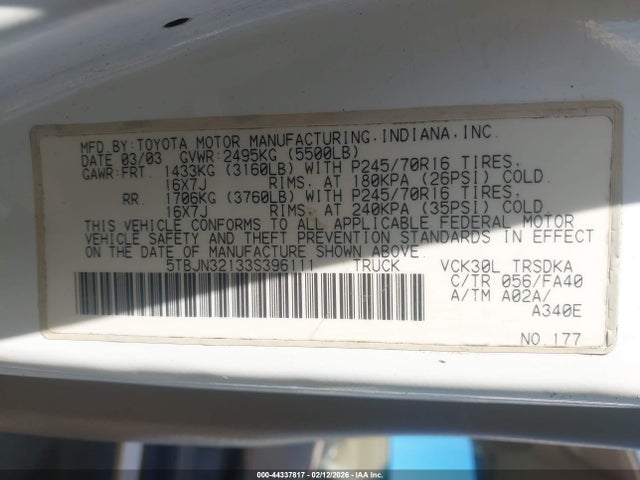 MFD.BY:TOYOTA MOTOR MANUFACTURING.INDIANA.INC.
DATE 03/03 GVWR:2495KG (5500LB)
GAWR:FRT. 1433KG (3160LB) WITH P245/70R16 TIRES.
16X7J RIMS. AT 180KPA (26PSI) COLD.
RR. 1706KG (3760LB) WITH P245/70R16 TIRES.
16X7J RIMS. AT 240KPA (35PSI) COLD.
THIS VEHICLE CONFORMS TO ALL APPLICABLE FEDERAL MOTOR
VEHICLE SAFETY AND THEFT PREVENTION STANDARDS IN EFFECT
ON THE DATE OF MANUFACTURE SHOWN ABOVE.
5TBJN32133S396111 TRUCK VCK30L TRSDKA
C/TR 056/FA40
A/TM A02A/
A340E
NO.177
000-44337817 - 02/12/2026 - IAA Inc.